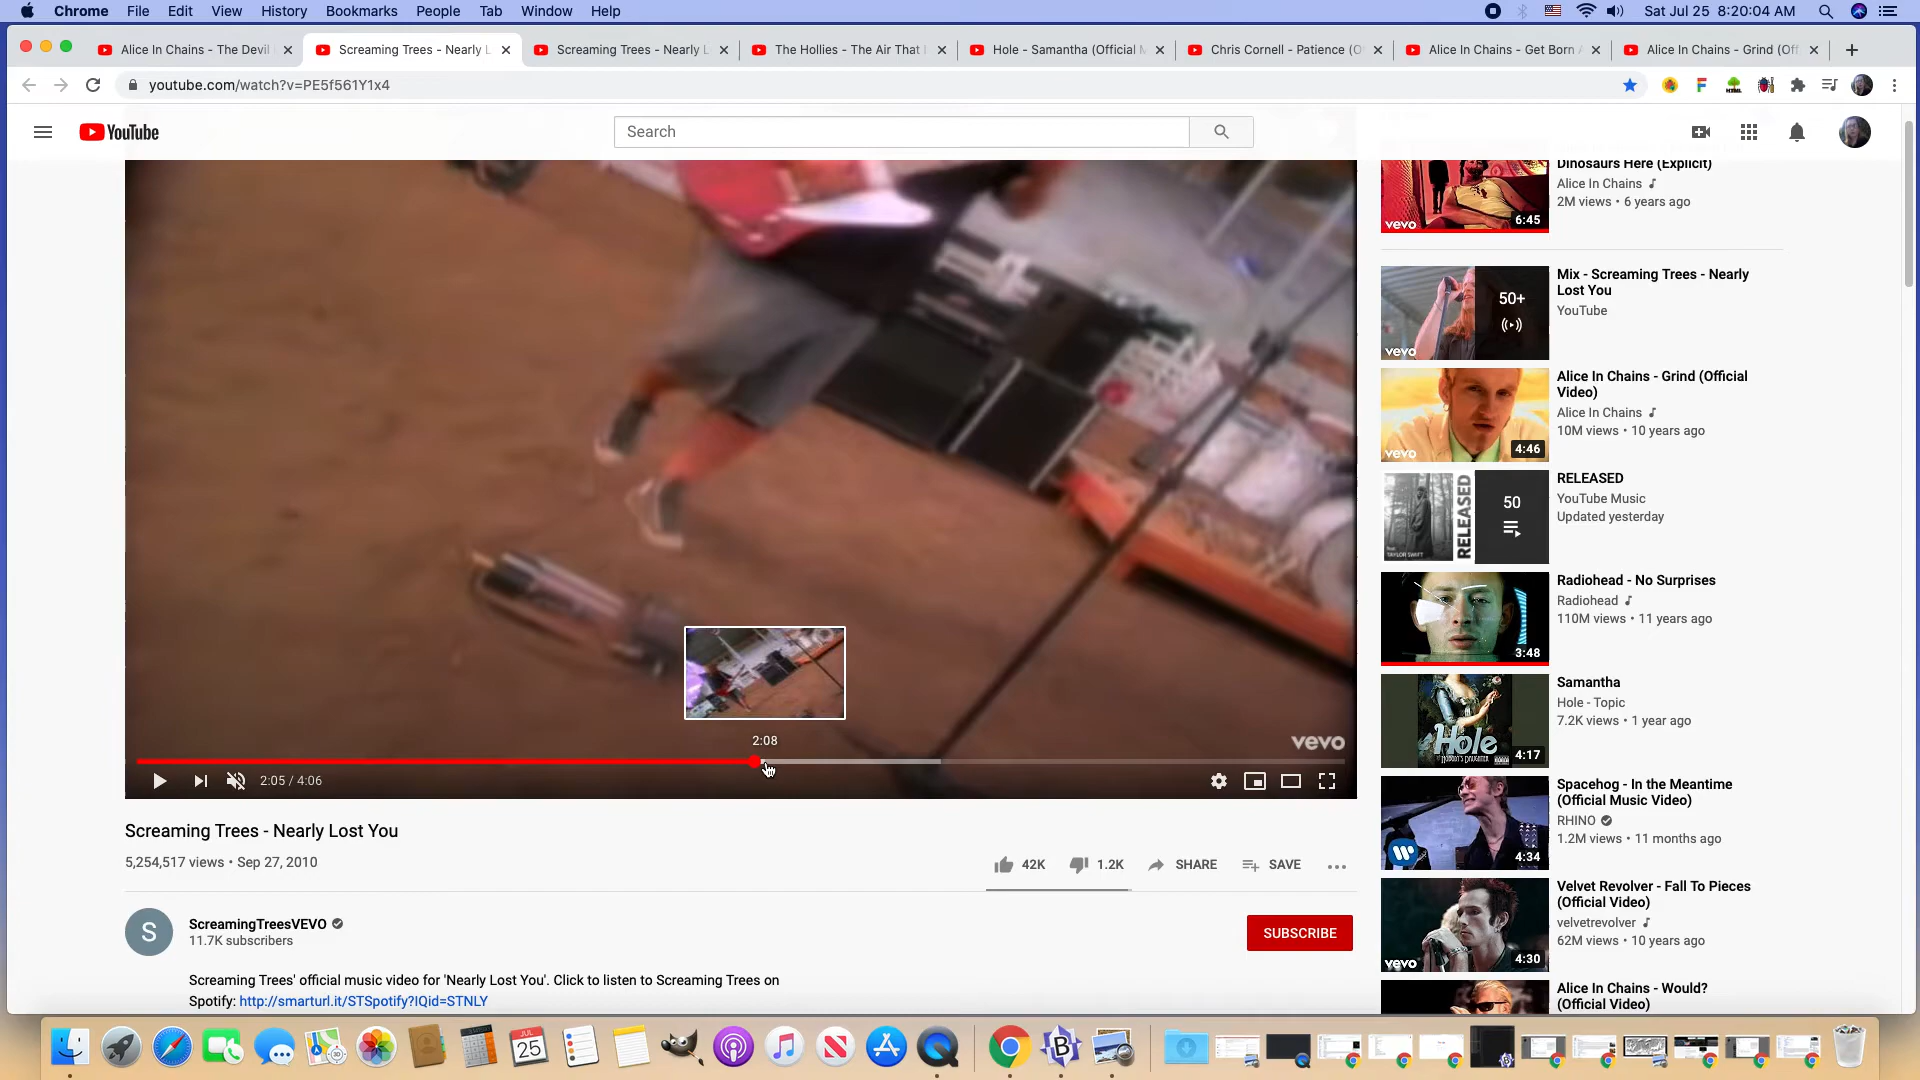 Chrome File Edit View History Bookmarks People Tab Window Help Sat Jul 25 8:20:04 AM
Alice In Chains - The Devil Screaming Trees - Nearly L Screaming Trees - Nearly L The Hollies - The Air That Hole - Samantha (Official Chris Cornell - Patience (O Alice In Chains - Get Born Alice In Chains - Grind (Off
youtube.com/watch?v=PE5f561Y1x4
YouTube
Search
Dinosaurs Here (Explicit)
Alice In Chains
2M views • 6 years ago
vevo
6:45
Mix - Screaming Trees - Nearly
Lost You
YouTube
50+
vevo
Alice In Chains - Grind (Official
Video)
Alice In Chains
10M views • 10 years ago
vevo
4:46
RELEASED
YouTube Music
Updated yesterday
RELEASED
50
TAYLOR SWIFT
Radiohead - No Surprises
Radiohead
110M views • 11 years ago
3:48
Samantha
Hole - Topic
7.2K views • 1 year ago
Hole
4:17
Spacehog - In the Meantime
(Official Music Video)
RHINO
1.2M views • 11 months ago
4:34
Velvet Revolver - Fall To Pieces
(Official Video)
velvetrevolver
62M views • 10 years ago
vevo
4:30
Alice In Chains - Would?
(Official Video)
2:08
vevo
2:05 / 4:06
Screaming Trees - Nearly Lost You
5,254,517 views • Sep 27, 2010
42K 1.2K SHARE SAVE
S
ScreamingTreesVEVO
11.7K subscribers
SUBSCRIBE
Screaming Trees' official music video for 'Nearly Lost You'. Click to listen to Screaming Trees on
Spotify: http://smarturl.it/STSpotify?IQid=STNLY
JUL
25